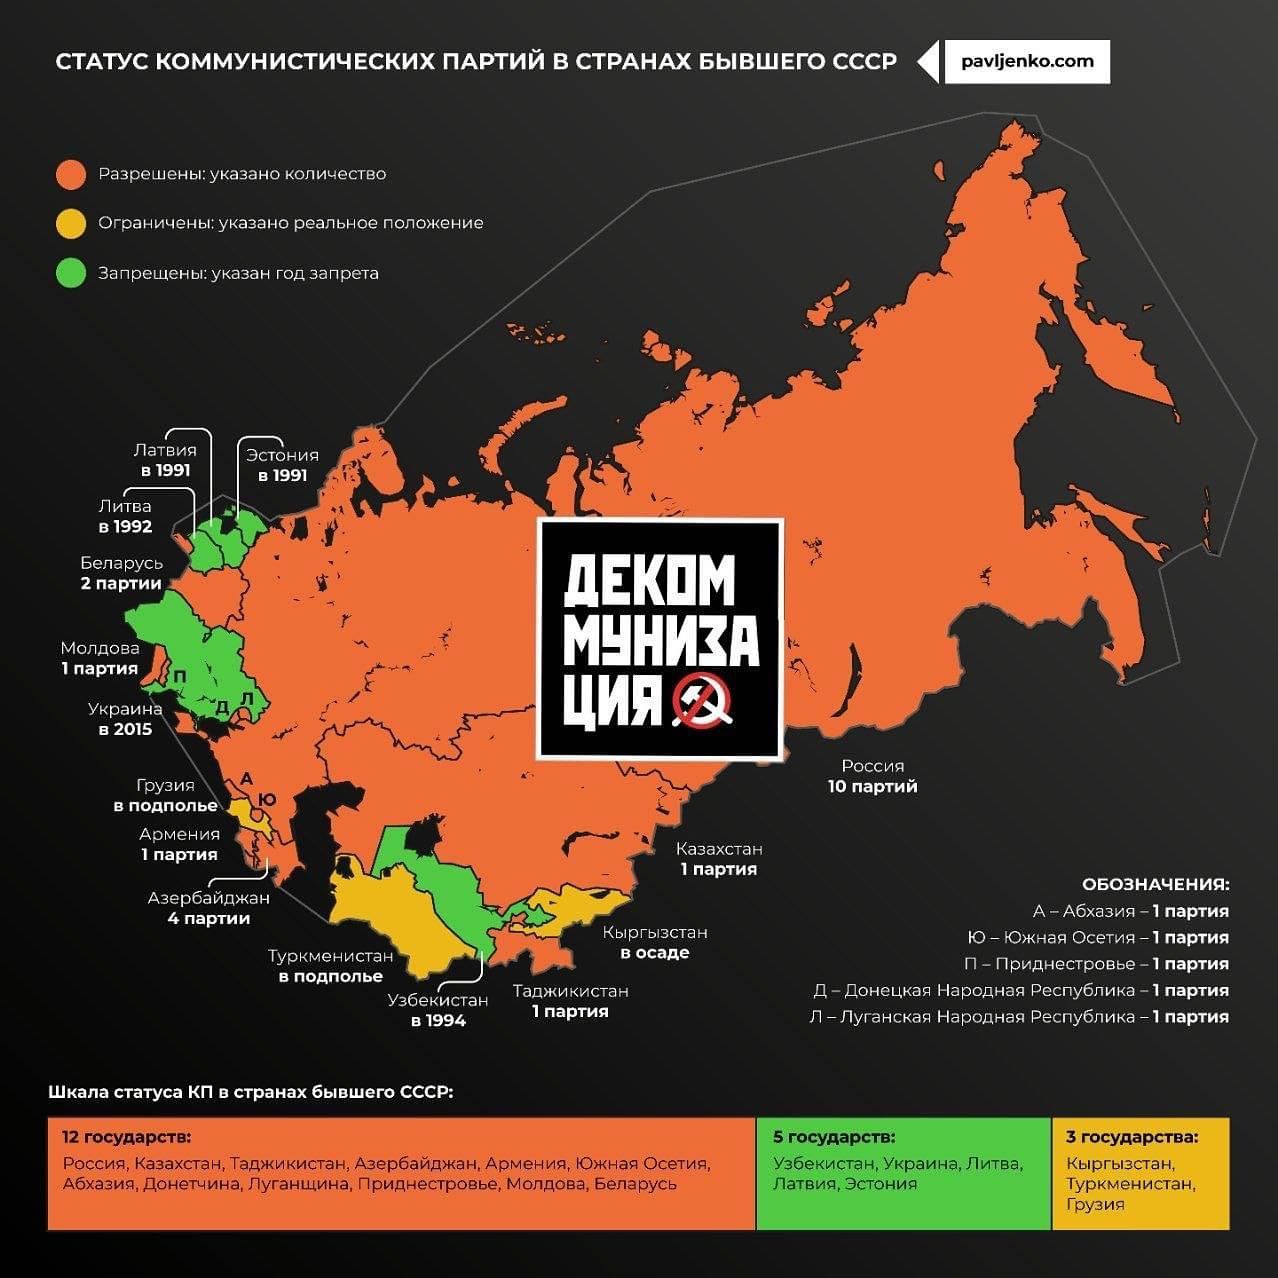 СТАТУС КОММУНИСТИЧЕСКИХ ПАРТИЙ В СТРАНАХ БЫВШЕГО СССР
pavljenko.com
Разрешены: указано количество
Ограничены: указано реальное положение
Запрещены: указан год запрета
Латвия
в 1991
Эстония
в 1991
Литва
в 1992
Беларусь
2 партии
Молдова
1 партия
Украина
в 2015
П
Д
Л
ДЕКОМ
МУНИЗА
ЦИЯ
Россия
10 партий
Грузия
в подполье
А
Ю
Армения
1 партия
Азербайджан
4 партии
Казахстан
1 партия
Туркменистан
в подполье
Узбекистан
в 1994
Таджикистан
1 партия
Кыргызстан
в осаде
ОБОЗНАЧЕНИЯ:
А – Абхазия – 1 партия
Ю – Южная Осетия – 1 партия
П – Приднестровье – 1 партия
Д – Донецкая Народная Республика – 1 партия
Л – Луганская Народная Республика – 1 партия
Шкала статуса КП в странах бывшего СССР:
12 государств:
Россия, Казахстан, Таджикистан, Азербайджан, Армения, Южная Осетия,
Абхазия, Донетчина, Луганщина, Приднестровье, Молдова, Беларусь
5 государств:
Узбекистан, Украина, Литва,
Латвия, Эстония
3 государства:
Кыргызстан,
Туркменистан,
Грузия